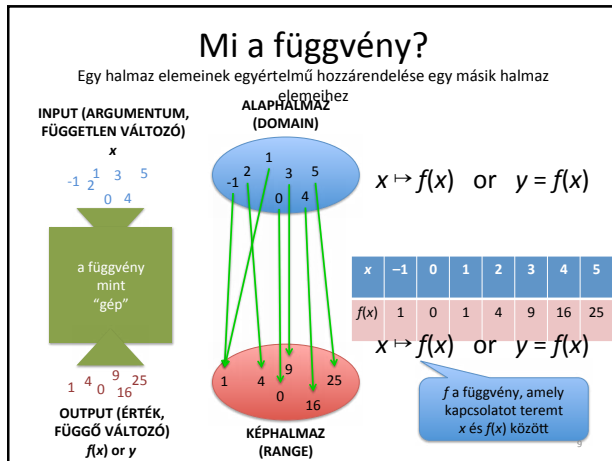 Mi a függvény?
Egy halmaz elemeinek egyértelmű hozzárendelése egy másik halmaz
elemeihez
INPUT (ARGUMENTUM,
FÜGGETLEN VÁLTOZÓ)
x
-1 2 1 3 5
0 4
a függvény
mint
"gép"
1 4 0 9 16 25
OUTPUT (ÉRTÉK,
FÜGGŐ VÁLTOZÓ)
f(x) or y
ALAPHALMAZ
(DOMAIN)
-1 2 1 3 5
0 4
1 4 9 25
0 16
KÉPHALMAZ
(RANGE)
x ↦ f(x) or y = f(x)
x –1 0 1 2 3 4 5
f(x) 1 0 1 4 9 16 25
x ↦ f(x) or y = f(x)
f a függvény, amely
kapcsolatot teremt
x és f(x) között
9